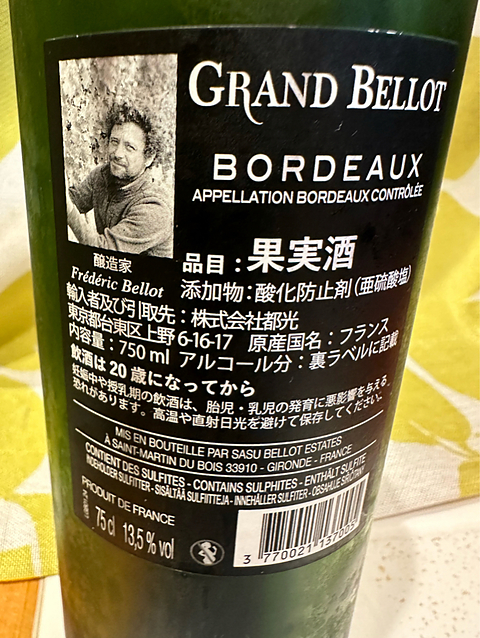 GRAND BELLOT
BORDEAUX
APPELLATION BORDEAUX CONTRÔLÉE
醸造家
Frédéric Bellot
品目：果実酒
添加物：酸化防止剤（亜硫酸塩）
輸入者及び引取先：株式会社都光
東京都台東区上野6-16-17 原産国名：フランス
内容量：750 ml アルコール分：裏ラベルに記載
飲酒は20歳になってから
妊娠中や授乳期の飲酒は、胎児・乳児の発育に悪影響を与える
恐れがあります。高温や直射日光を避けて保存してください。
MIS EN BOUTEILLE PAR SASU BELLOT ESTATES
À SAINT-MARTIN DU BOIS 33910 - GIRONDE - FRANCE
CONTIENT DES SULFITES - CONTAINS SULPHITES - ENTHÄLT SULFITE
INDEHOLDER SULFITTER - SISÄLTÄÄ SULFIITTEJA - INNEHÅLLER SULFITER - OBSAHUJE SIŘIČITANY
PRODUIT DE FRANCE
75 cl 13,5 % vol
3 770021 157005